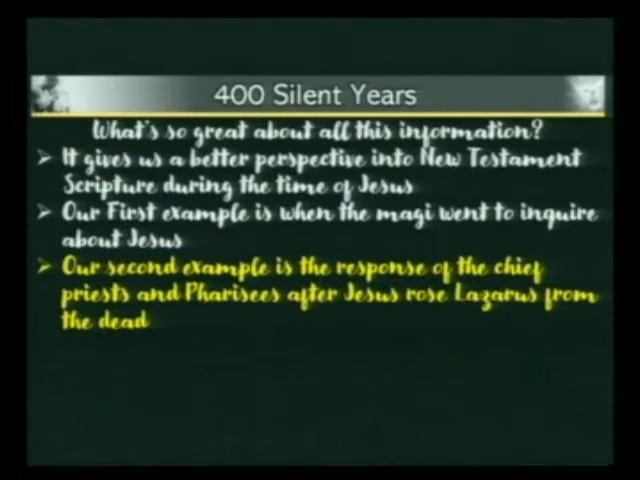 400 Silent Years
What's so great about all this information?
➤ It gives us a better perspective into New Testament
Scripture during the time of Jesus
➤ Our First example is when the magi went to inquire
about Jesus
➤ Our second example is the response of the chief
priests and Pharisees after Jesus rose Lazarus from
the dead